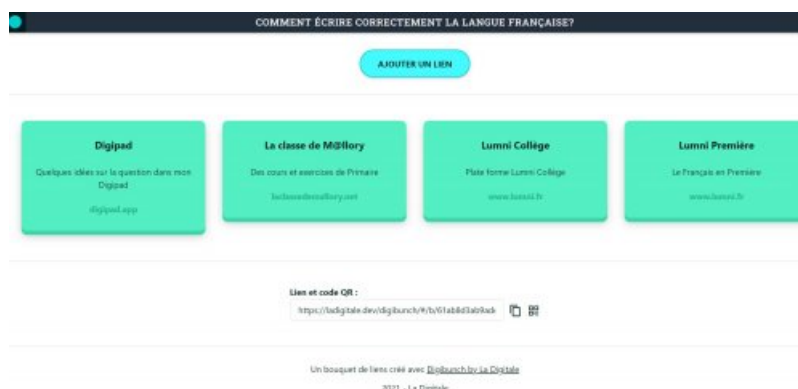 COMMENT ÉCRIRE CORRECTEMENT LA LANGUE FRANÇAISE?
AJOUTER UN LIEN
Digipad
Quelques idées sur la question dans mon
Digipad
digipad.app
La classe de M@llory
Des cours et exercices de Primaire
laclassedemallory.net
Lumni Collège
Plate forme Lumni Collège
www.lumni.fr
Lumni Première
Le Français en Première
www.lumni.fr
Lien et code QR :
Un bouquet de liens créé avec Digibunch by La Digitale
2021 - La Digitale